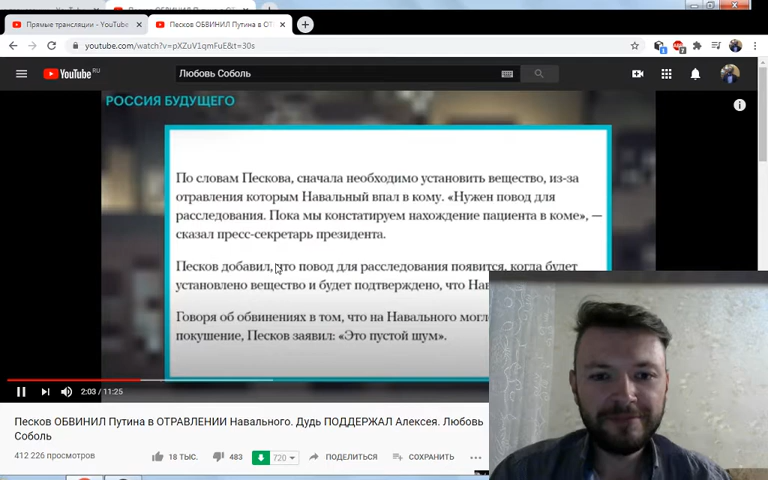 Прямые трансляции - YouTube
Песков ОБВИНИЛ Путина в ОТ
youtube.com/watch?v=pXZuV1qmFuE&t=30s
YouTube RU
Любовь Соболь
РОССИЯ БУДУЩЕГО
По словам Пескова, сначала необходимо установить вещество, из-за
отравления которым Навальный впал в кому. «Нужен повод для
расследования. Пока мы констатируем нахождение пациента в коме», —
сказал пресс-секретарь президента.
Песков добавил, что повод для расследования появится, когда будет
установлено вещество и будет подтверждено, что
Говоря об обвинениях в том, что на Навального
покушение, Песков заявил: «Это пустой шум».
2:03 / 11:25
Песков ОБВИНИЛ Путина в ОТРАВЛЕНИИ Навального. Дудь ПОДДЕРЖАЛ Алексея. Любовь
Соболь
412 226 просмотров
18 ТЫС. 483 720 ПОДЕЛИТЬСЯ СОХРАНИТЬ